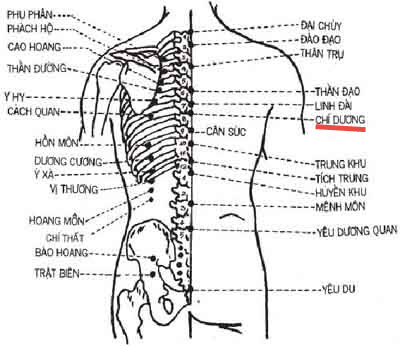 PHU PHÂN
PHÁCH HỘ
CAO HOANG
THẦN ĐƯỜNG
Y HY
CÁCH QUAN
HỒN MÔN
DƯƠNG CƯƠNG
Ý XÁ
VỊ THƯƠNG
HOANG MÔN
CHÍ THẤT
BÀO HOANG
TRẬT BIÊN
ĐẠI CHÙY
ĐÀO ĐẠO
THÂN TRỤ
THẦN ĐẠO
LINH ĐÀI
CHÍ DƯƠNG
CÂN SÚC
TRUNG KHU
TÍCH TRUNG
HUYỀN KHU
MỆNH MÔN
YÊU DƯƠNG QUAN
YÊU DU